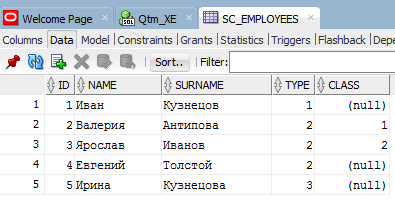 Welcome Page Qtm_XE SC_EMPLOYEES
Columns Data Model Constraints Grants Statistics Triggers Flashback Depe
Sort.. Filter:
ID NAME SURNAME TYPE CLASS
1 1 Иван Кузнецов 1 (null)
2 2 Валерия Антипова 2 1
3 3 Ярослав Иванов 2 2
4 4 Евгений Толстой 2 (null)
5 5 Ирина Кузнецова 3 (null)